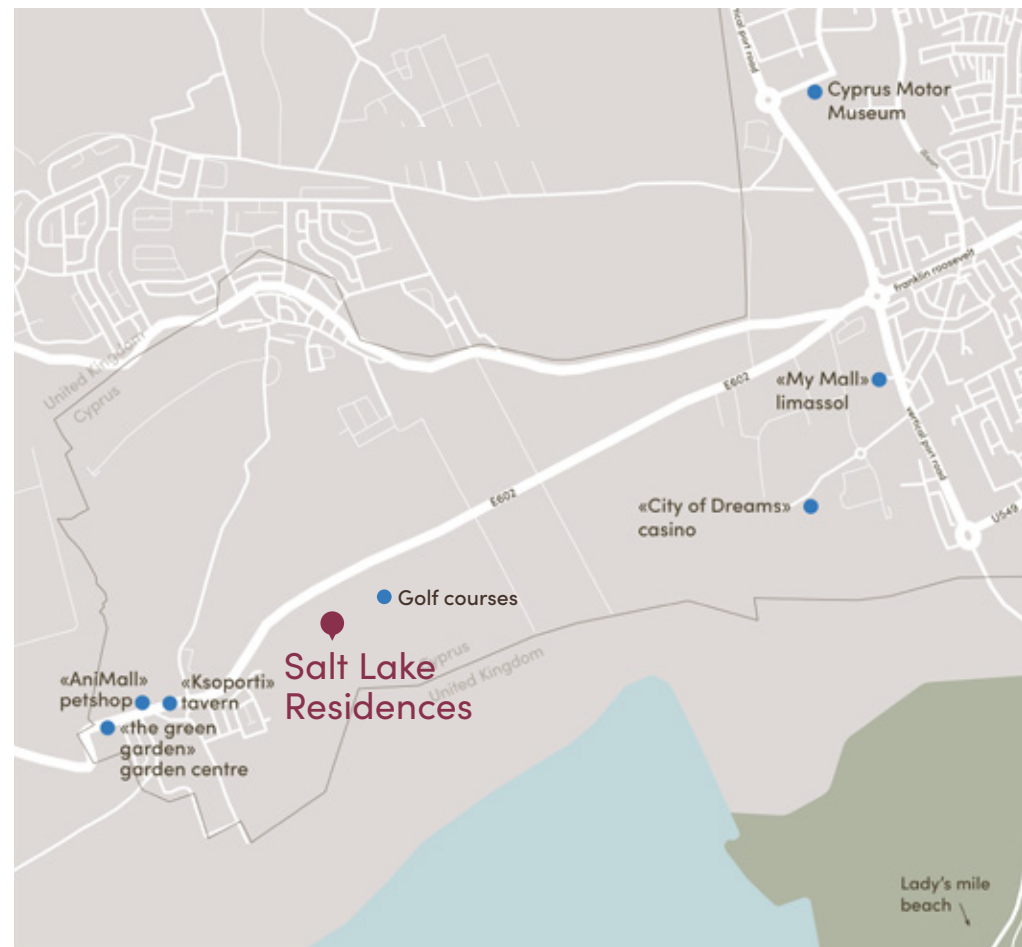 vertical port road
Cyprus Motor
Museum
franklin roosevelt
United Kingdom
Cyprus
E602
«My Mall»
limassol
vertical port road
E602
«City of Dreams»
casino
U549
Golf courses
Salt Lake
Residences
Cyprus
United Kingdom
«AniMall»
petshop
«Ksoporti»
tavern
«the green
garden»
garden centre
Lady's mile
beach